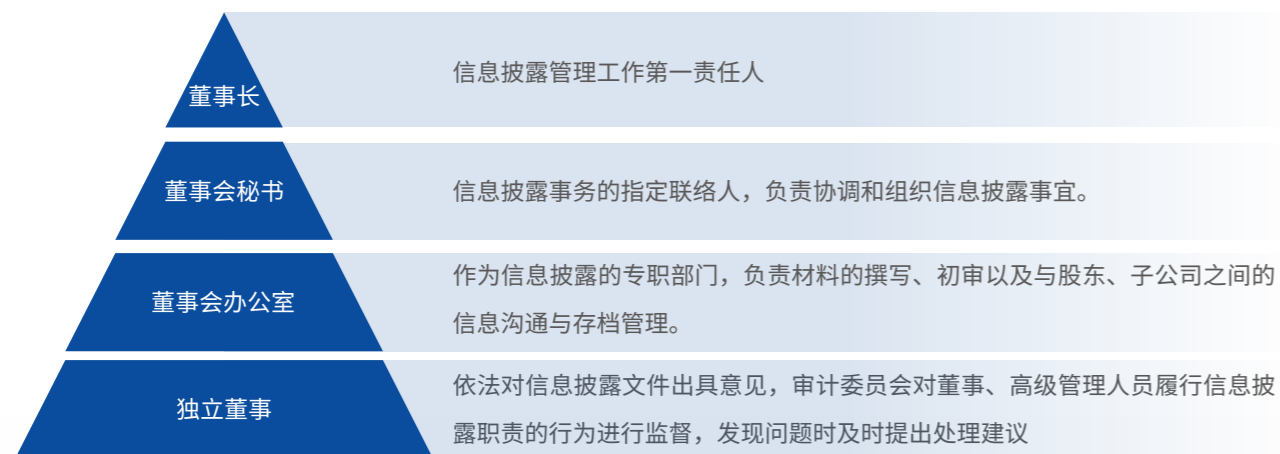 董事长
信息披露管理工作第一责任人
董事会秘书
信息披露事务的指定联络人，负责协调和组织信息披露事宜。
董事会办公室
作为信息披露的专职部门，负责材料的撰写、初审以及与股东、子公司之间的
信息沟通与存档管理。
独立董事
依法对信息披露文件出具意见，审计委员会对董事、高级管理人员履行信息披
露职责的行为进行监督，发现问题时及时提出处理建议